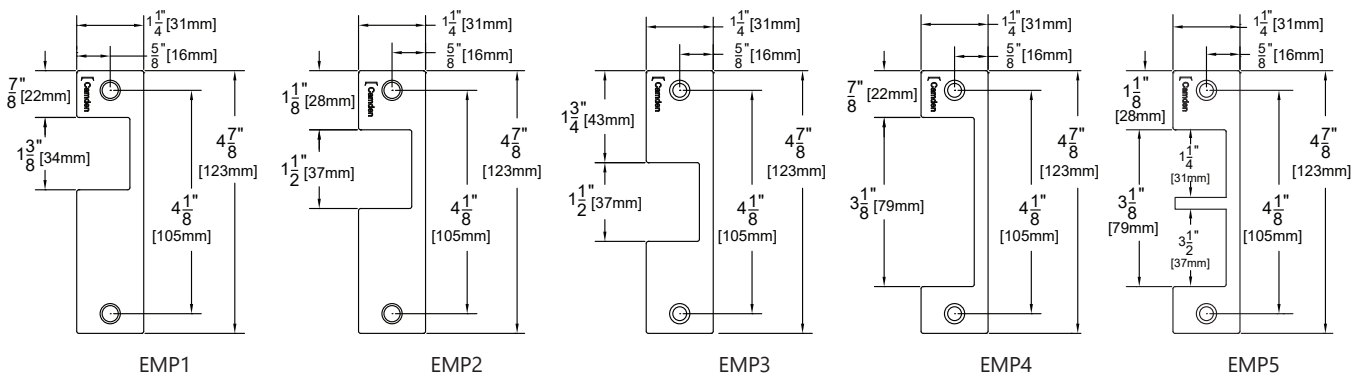 1 1/4" [31mm]
5/8" [16mm]
7/8" [22mm]
Camden
1 3/8" [34mm]
4 7/8" [123mm]
4 1/8" [105mm]
EMP1
1 1/4" [31mm]
5/8" [16mm]
1 1/8" [28mm]
Camden
1 1/2" [37mm]
4 7/8" [123mm]
4 1/8" [105mm]
EMP2
1 1/4" [31mm]
5/8" [16mm]
1 3/4" [43mm]
Camden
1 1/2" [37mm]
4 7/8" [123mm]
4 1/8" [105mm]
EMP3
1 1/4" [31mm]
5/8" [16mm]
7/8" [22mm]
Camden
3 1/8" [79mm]
4 7/8" [123mm]
4 1/8" [105mm]
EMP4
1 1/4" [31mm]
5/8" [16mm]
1 1/8" [28mm]
Camden
1 1/4" [31mm]
3 1/8" [79mm]
3 1/2" [37mm]
4 7/8" [123mm]
4 1/8" [105mm]
EMP5